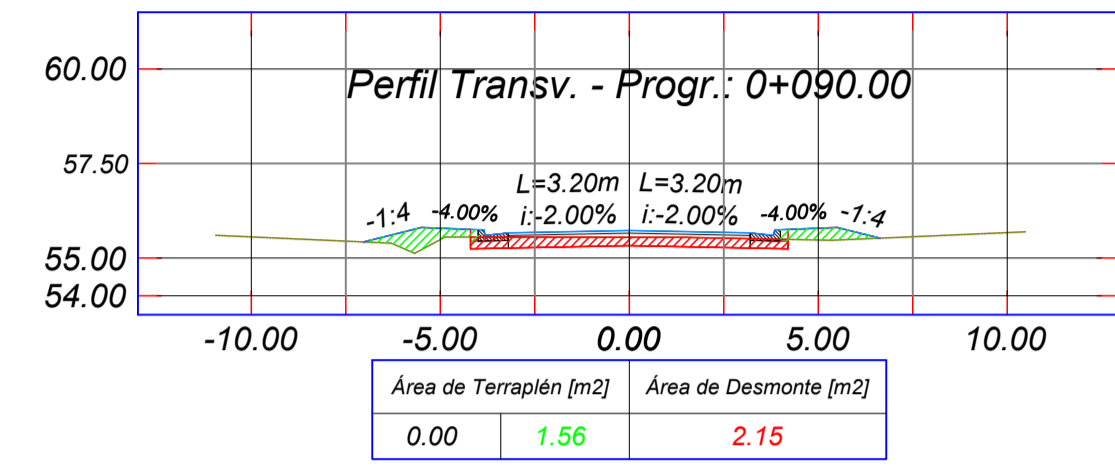 60.00
Perfil Transv. - Progr.: 0+090.00
57.50
L=3.20m L=3.20m
-1:4 -4.00% i:-2.00% i:-2.00% -4.00% -1:4
55.00
54.00
-10.00 -5.00 0.00 5.00 10.00
Área de Terraplén [m2] Área de Desmonte [m2]
0.00 1.56 2.15